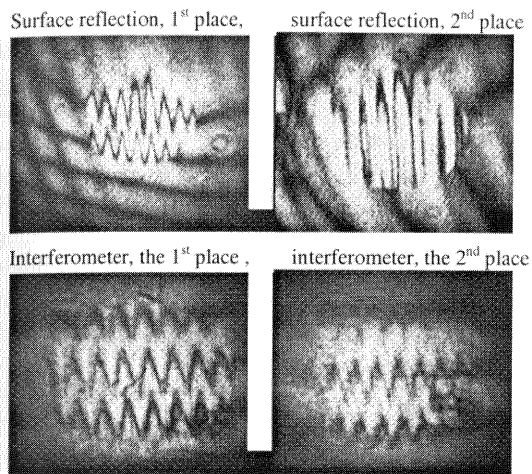 Surface reflection, 1st place, surface reflection, 2nd place
Interferometer, the 1st place , interferometer, the 2nd place